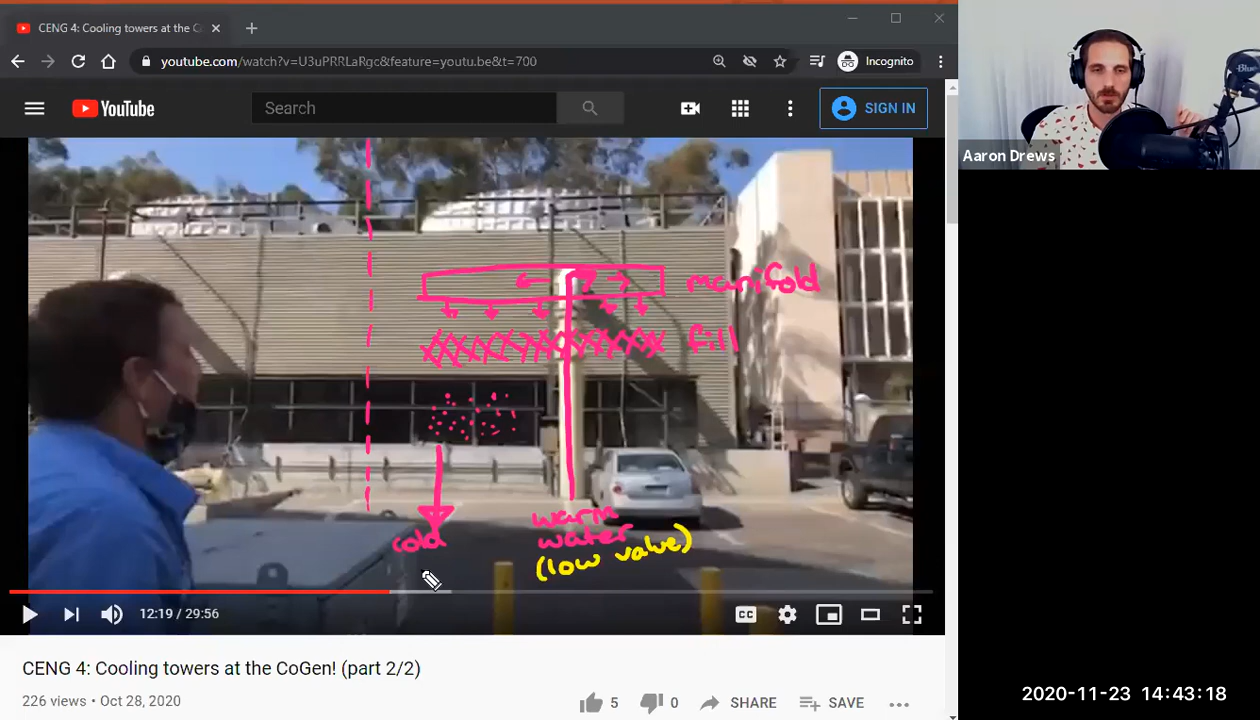 CENG 4: Cooling towers at the Co
youtube.com/watch?v=U3uPRRLaRgc&feature=youtu.be&t=700
Incognito
YouTube
Search
SIGN IN
Aaron Drews
Blue
manifold
fill
warm
water
(low value)
cold
12:19 / 29:56
CC
CENG 4: Cooling towers at the CoGen! (part 2/2)
226 views • Oct 28, 2020
5
0
SHARE
SAVE
2020-11-23 14:43:18